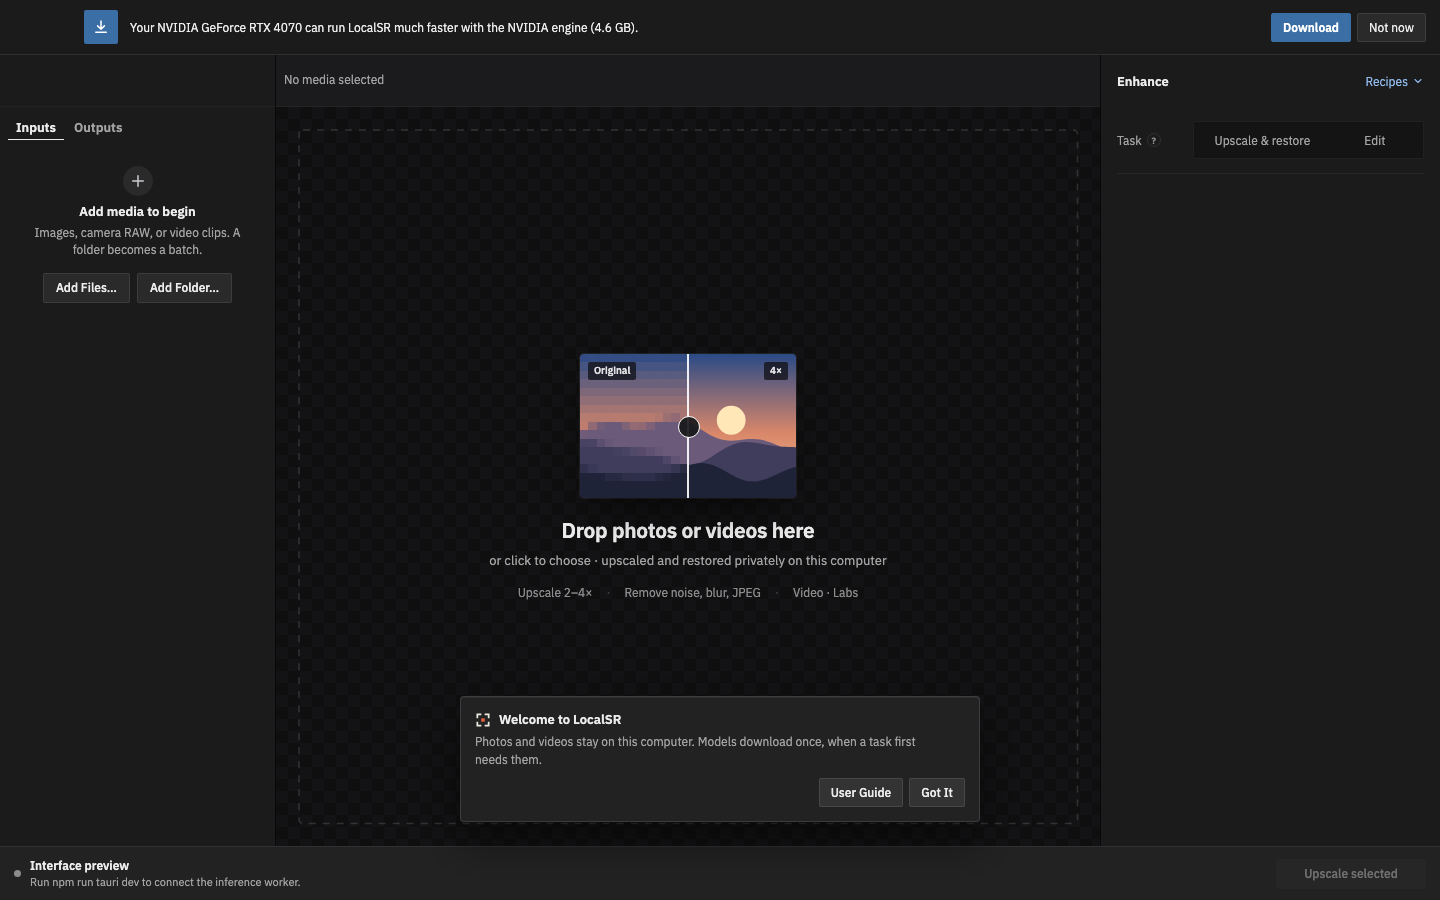 Your NVIDIA GeForce RTX 4070 can run LocalSR much faster with the NVIDIA engine (4.6 GB).
Download
Not now
No media selected
Enhance
Recipes
Inputs
Outputs
Task
?
Upscale & restore
Edit
Add media to begin
Images, camera RAW, or video clips. A
folder becomes a batch.
Add Files...
Add Folder...
Original
4×
Drop photos or videos here
or click to choose · upscaled and restored privately on this computer
Upscale 2–4× · Remove noise, blur, JPEG · Video · Labs
Welcome to LocalSR
Photos and videos stay on this computer. Models download once, when a task first
needs them.
User Guide
Got It
Interface preview
Run npm run tauri dev to connect the inference worker.
Upscale selected